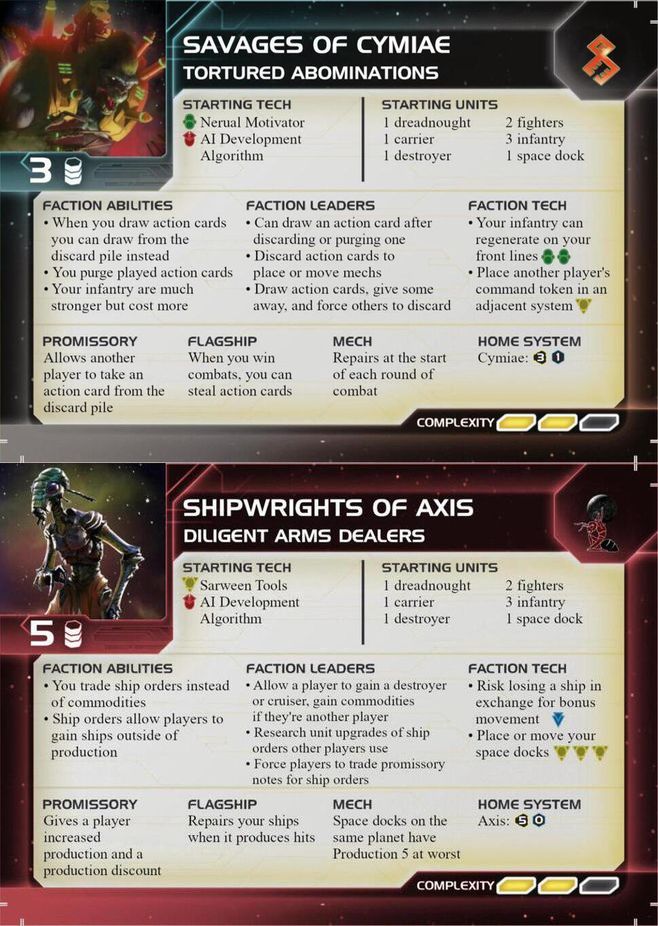 SAVAGES OF CYMIAE
TORTURED ABOMINATIONS
3
STARTING TECH
Nerual Motivator
AI Development
Algorithm
STARTING UNITS
1 dreadnought
1 carrier
1 destroyer
2 fighters
3 infantry
1 space dock
FACTION ABILITIES
• When you draw action cards
you can draw from the
discard pile instead
• You purge played action cards
• Your infantry are much
stronger but cost more
FACTION LEADERS
• Can draw an action card after
discarding or purging one
• Discard action cards to
place or move mechs
• Draw action cards, give some
away, and force others to discard
FACTION TECH
• Your infantry can
regenerate on your
front lines
• Place another player's
command token in an
adjacent system
PROMISSORY
Allows another
player to take an
action card from the
discard pile
FLAGSHIP
When you win
combats, you can
steal action cards
MECH
Repairs at the start
of each round of
combat
HOME SYSTEM
Cymiae: 3 1
COMPLEXITY
SHIPWRIGHTS OF AXIS
DILIGENT ARMS DEALERS
5
STARTING TECH
Sarween Tools
AI Development
Algorithm
STARTING UNITS
1 dreadnought
1 carrier
1 destroyer
2 fighters
3 infantry
1 space dock
FACTION ABILITIES
• You trade ship orders instead
of commodities
• Ship orders allow players to
gain ships outside of
production
FACTION LEADERS
• Allow a player to gain a destroyer
or cruiser, gain commodities
if they're another player
• Research unit upgrades of ship
orders other players use
• Force players to trade promissory
notes for ship orders
FACTION TECH
• Risk losing a ship in
exchange for bonus
movement
• Place or move your
space docks
PROMISSORY
Gives a player
increased
production and a
production discount
FLAGSHIP
Repairs your ships
when it produces hits
MECH
Space docks on the
same planet have
Production 5 at worst
HOME SYSTEM
Axis: 5 0
COMPLEXITY